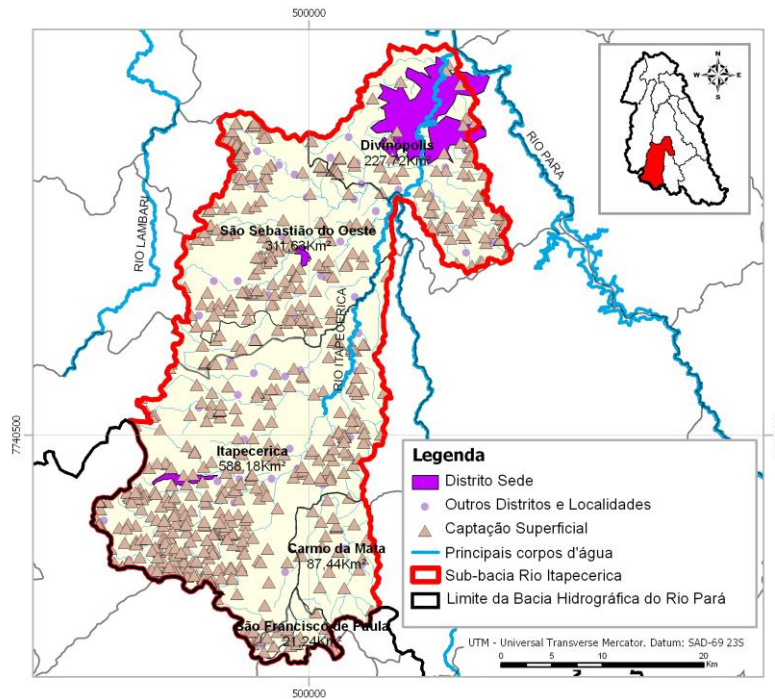 500000
N
W E
S
Divinópolis
227,72Km²
RIO PARA
RIO LAMBARI
São Sebastião do Oeste
311,63Km²
RIO ITAPECERICA
7740500
Itapecerica
588,18Km²
Carmo da Mata
87,44Km²
São Francisco de Paula
21,24Km²
Legenda
Distrito Sede
Outros Distritos e Localidades
Captação Superficial
Principais corpos d'água
Sub-bacia Rio Itapecerica
Limite da Bacia Hidrográfica do Rio Pará
UTM - Universal Transverse Mercator, Datum: SAD-69 23S
0 5 10 20
Km
500000